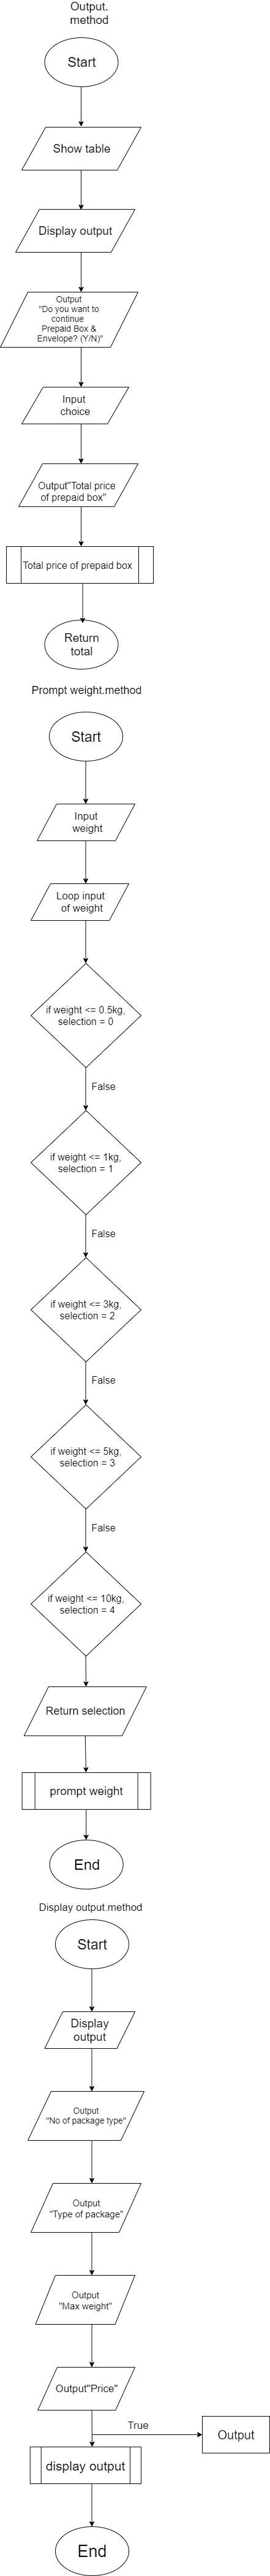 Output.
method
Start
Show table
Display output
Output
"Do you want to
continue
Prepaid Box &
Envelope? (Y/N)"
Input
choice
Output"Total price
of prepaid box"
Total price of prepaid box
Return
total
Prompt weight.method
Start
Input
weight
Loop input
of weight
if weight <= 0.5kg,
selection = 0
False
if weight <= 1kg,
selection = 1
False
if weight <= 3kg,
selection = 2
False
if weight <= 5kg,
selection = 3
False
if weight <= 10kg,
selection = 4
Return selection
prompt weight
End
Display output.method
Start
Display
output
Output
"No of package type"
Output
"Type of package"
Output
"Max weight"
Output"Price"
True
Output
display output
End